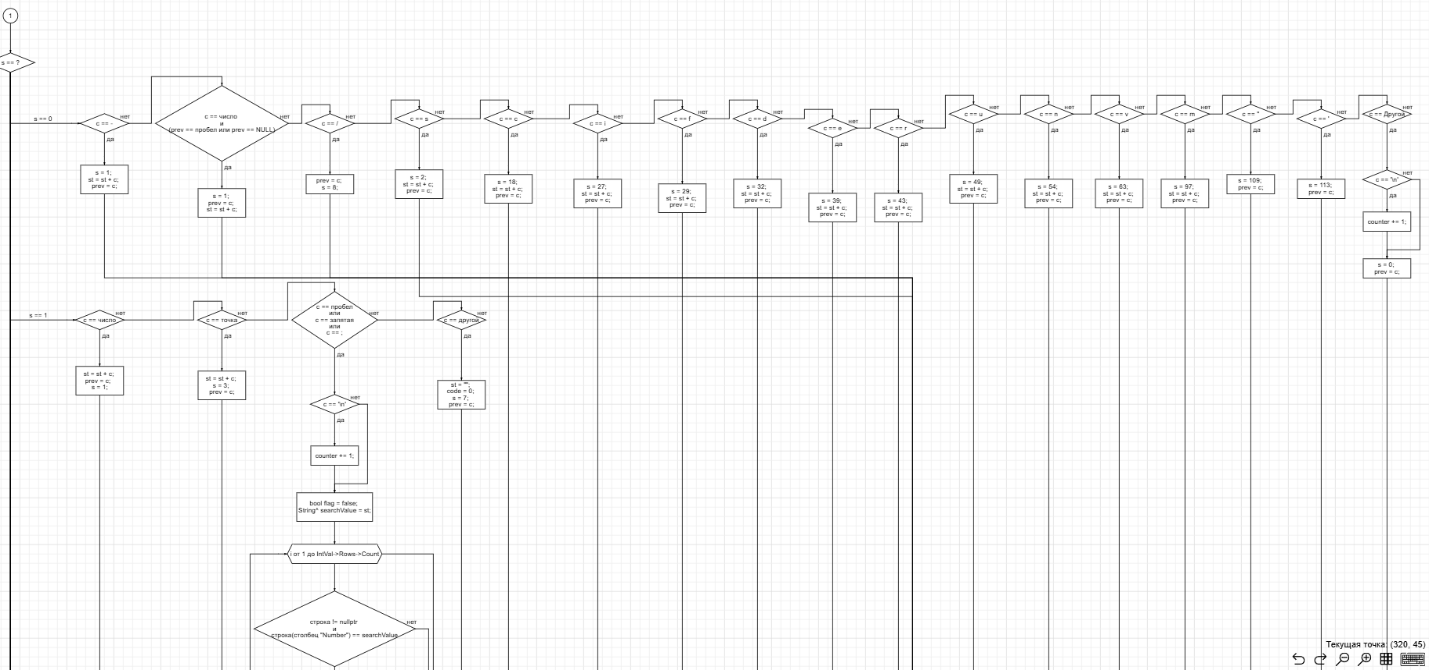 1
s == ?
s == 0
c == -
нет
да
s = 1;
st = st + c;
prev = c;
c == число
и
(prev == пробел или prev == NULL)
нет
да
s = 1;
prev = c;
st = st + c;
c == /
нет
да
prev = c;
s = 8;
c == s
нет
да
s = 2;
st = st + c;
prev = c;
c == c
нет
да
s = 18;
st = st + c;
prev = c;
c == i
нет
да
s = 27;
st = st + c;
prev = c;
c == f
нет
да
s = 29;
st = st + c;
prev = c;
c == d
нет
да
s = 32;
st = st + c;
prev = c;
c == e
нет
да
s = 39;
st = st + c;
prev = c;
c == r
нет
да
s = 43;
st = st + c;
prev = c;
c == u
нет
да
s = 49;
st = st + c;
prev = c;
c == n
нет
да
s = 54;
st = st + c;
prev = c;
c == v
нет
да
s = 63;
st = st + c;
prev = c;
c == m
нет
да
s = 97;
st = st + c;
prev = c;
c == "
нет
да
s = 109;
prev = c;
c == '
нет
да
s = 113;
prev = c;
c == Другой
нет
да
c == '\n'
нет
да
counter += 1;
s = 0;
prev = c;
s == 1
c == число
нет
да
st = st + c;
prev = c;
s = 1;
c == точка
нет
да
st = st + c;
s = 3;
prev = c;
c == пробел
или
c == запятая
или
c == ;
нет
да
c == '\n'
нет
да
counter += 1;
bool flag = false;
String^ searchValue = st;
от 1 до IntVal->Rows->Count
строка != nullptr
и
строка(столбец "Number") == searchValue
нет
c == другой
нет
да
st = "";
code = 0;
s = 7;
prev = c;
Текущая точка: (320, 45)